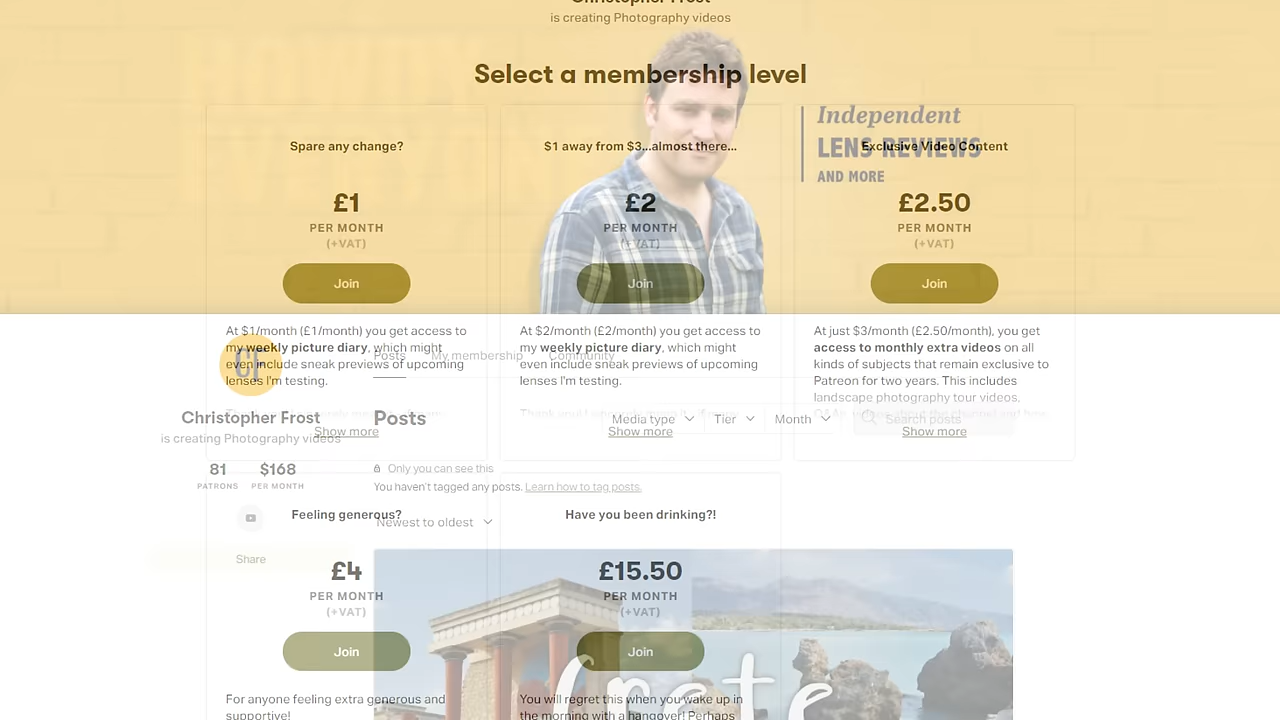 Christopher Frost
is creating Photography videos
Select a membership level
Independent
LENS REVIEWS
AND MORE
Spare any change?
£1
PER MONTH
(+VAT)
Join
At $1/month (£1/month) you get access to
my weekly picture diary, which might
even include sneak previews of upcoming
lenses I'm testing.
Show more
$1 away from $3...almost there...
£2
PER MONTH
(+VAT)
Join
At $2/month (£2/month) you get access to
my weekly picture diary, which might
even include sneak previews of upcoming
lenses I'm testing.
Show more
Exclusive Video Content
£2.50
PER MONTH
(+VAT)
Join
At just $3/month (£2.50/month), you get
access to monthly extra videos on all
kinds of subjects that remain exclusive to
Patreon for two years. This includes
landscape photography tour videos,
Show more
CF
Christopher Frost
is creating Photography videos
81
PATRONS
$168
PER MONTH
Share
Posts
My membership
Community
Posts
Media type
Tier
Month
Search posts
Only you can see this
You haven't tagged any posts. Learn how to tag posts.
Newest to oldest
Feeling generous?
£4
PER MONTH
(+VAT)
Join
For anyone feeling extra generous and
supportive!
Have you been drinking?!
£15.50
PER MONTH
(+VAT)
Join
You will regret this when you wake up in
the morning with a hangover! Perhaps
Crete